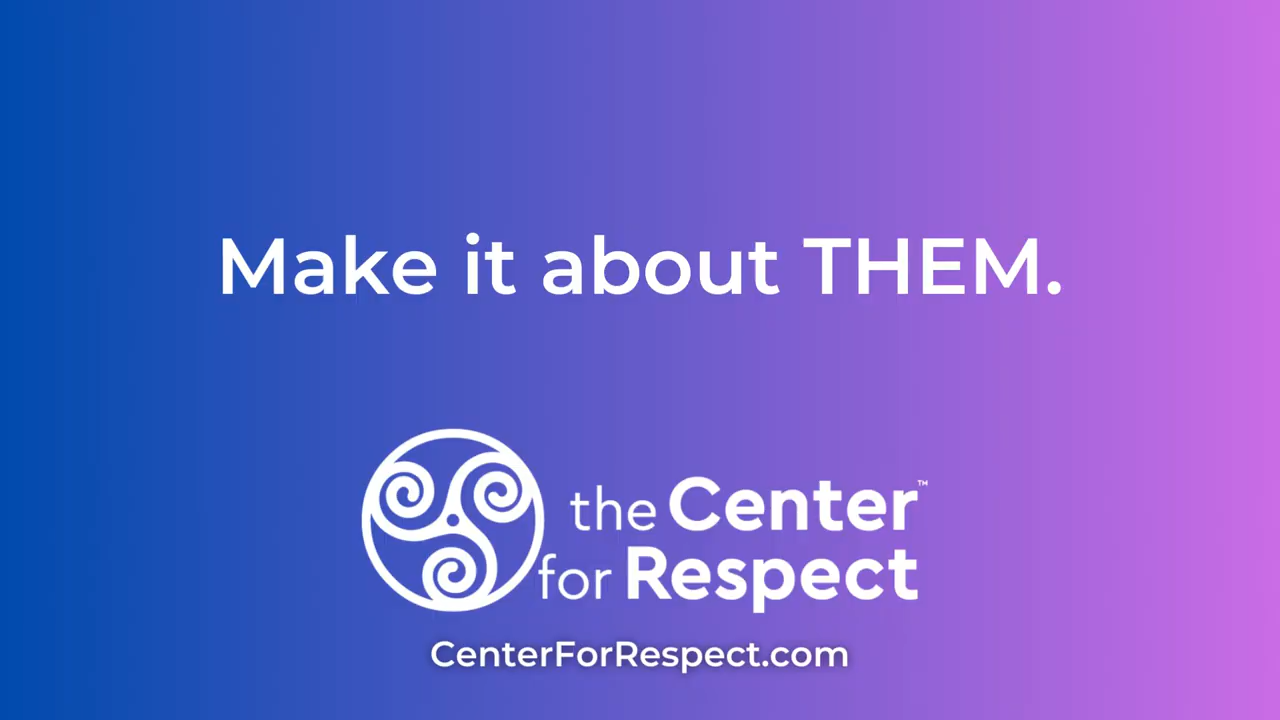 Make it about THEM.
the Center™
for Respect
CenterForRespect.com